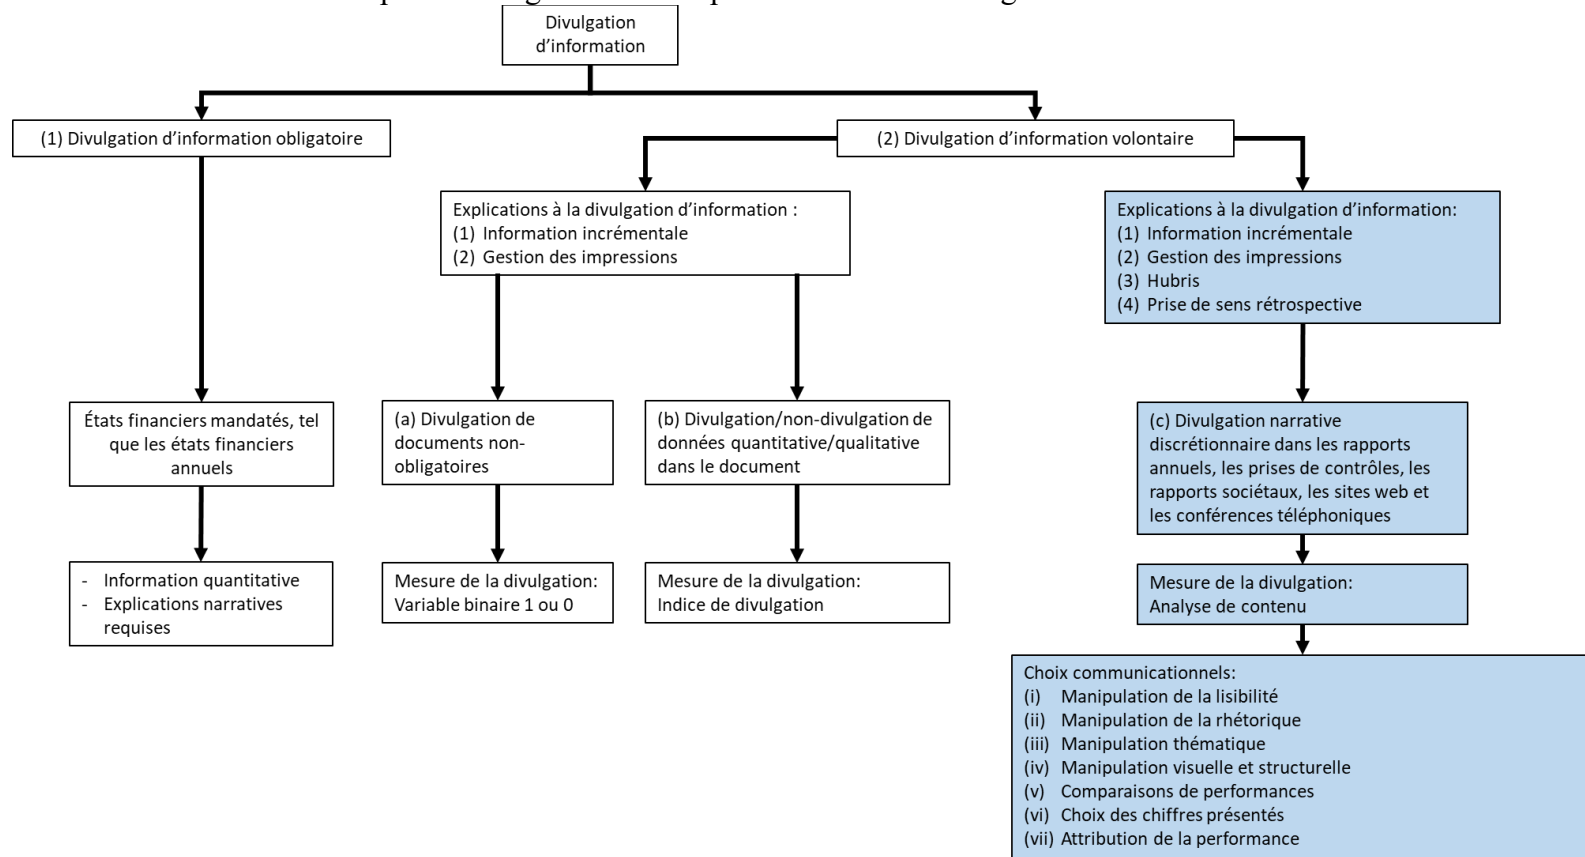 Divulgation
d’information
(1) Divulgation d’information obligatoire
(2) Divulgation d’information volontaire
Explications à la divulgation d’information :
(1) Information incrémentale
(2) Gestion des impressions
Explications à la divulgation d’information:
(1) Information incrémentale
(2) Gestion des impressions
(3) Hubris
(4) Prise de sens rétrospective
États financiers mandatés, tel
que les états financiers
annuels
(a) Divulgation de
documents non-
obligatoires
(b) Divulgation/non-divulgation de
données quantitative/qualitative
dans le document
(c) Divulgation narrative
discrétionnaire dans les rapports
annuels, les prises de contrôles, les
rapports sociétaux, les sites web et
les conférences téléphoniques
- Information quantitative
- Explications narratives
requises
Mesure de la divulgation:
Variable binaire 1 ou 0
Mesure de la divulgation:
Indice de divulgation
Mesure de la divulgation:
Analyse de contenu
Choix communicationnels:
(i) Manipulation de la lisibilité
(ii) Manipulation de la rhétorique
(iii) Manipulation thématique
(iv) Manipulation visuelle et structurelle
(v) Comparaisons de performances
(vi) Choix des chiffres présentés
(vii) Attribution de la performance